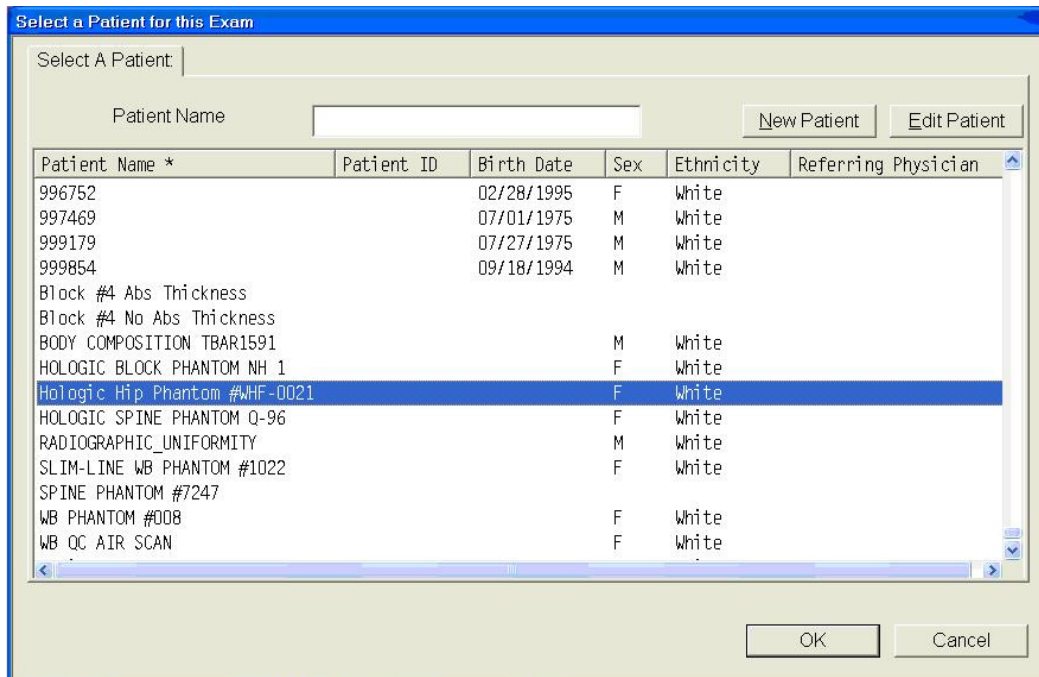 Select a Patient for this Exam
Select A Patient:
Patient Name New Patient Edit Patient
Patient Name * Patient ID Birth Date Sex Ethnicity Referring Physician
996752 02/28/1995 F White
997469 07/01/1975 M White
999179 07/27/1975 M White
999854 09/18/1994 M White
Block #4 Abs Thickness
Block #4 No Abs Thickness
BODY COMPOSITION TBAR1591 M White
HOLOGIC BLOCK PHANTOM NH 1 F White
Hologic Hip Phantom #WHF-0021 F White
HOLOGIC SPINE PHANTOM Q-96 F White
RADIOGRAPHIC_UNIFORMITY M White
SLIM-LINE WB PHANTOM #1022 F White
SPINE PHANTOM #7247
WB PHANTOM #008 F White
WB QC AIR SCAN F White
OK Cancel